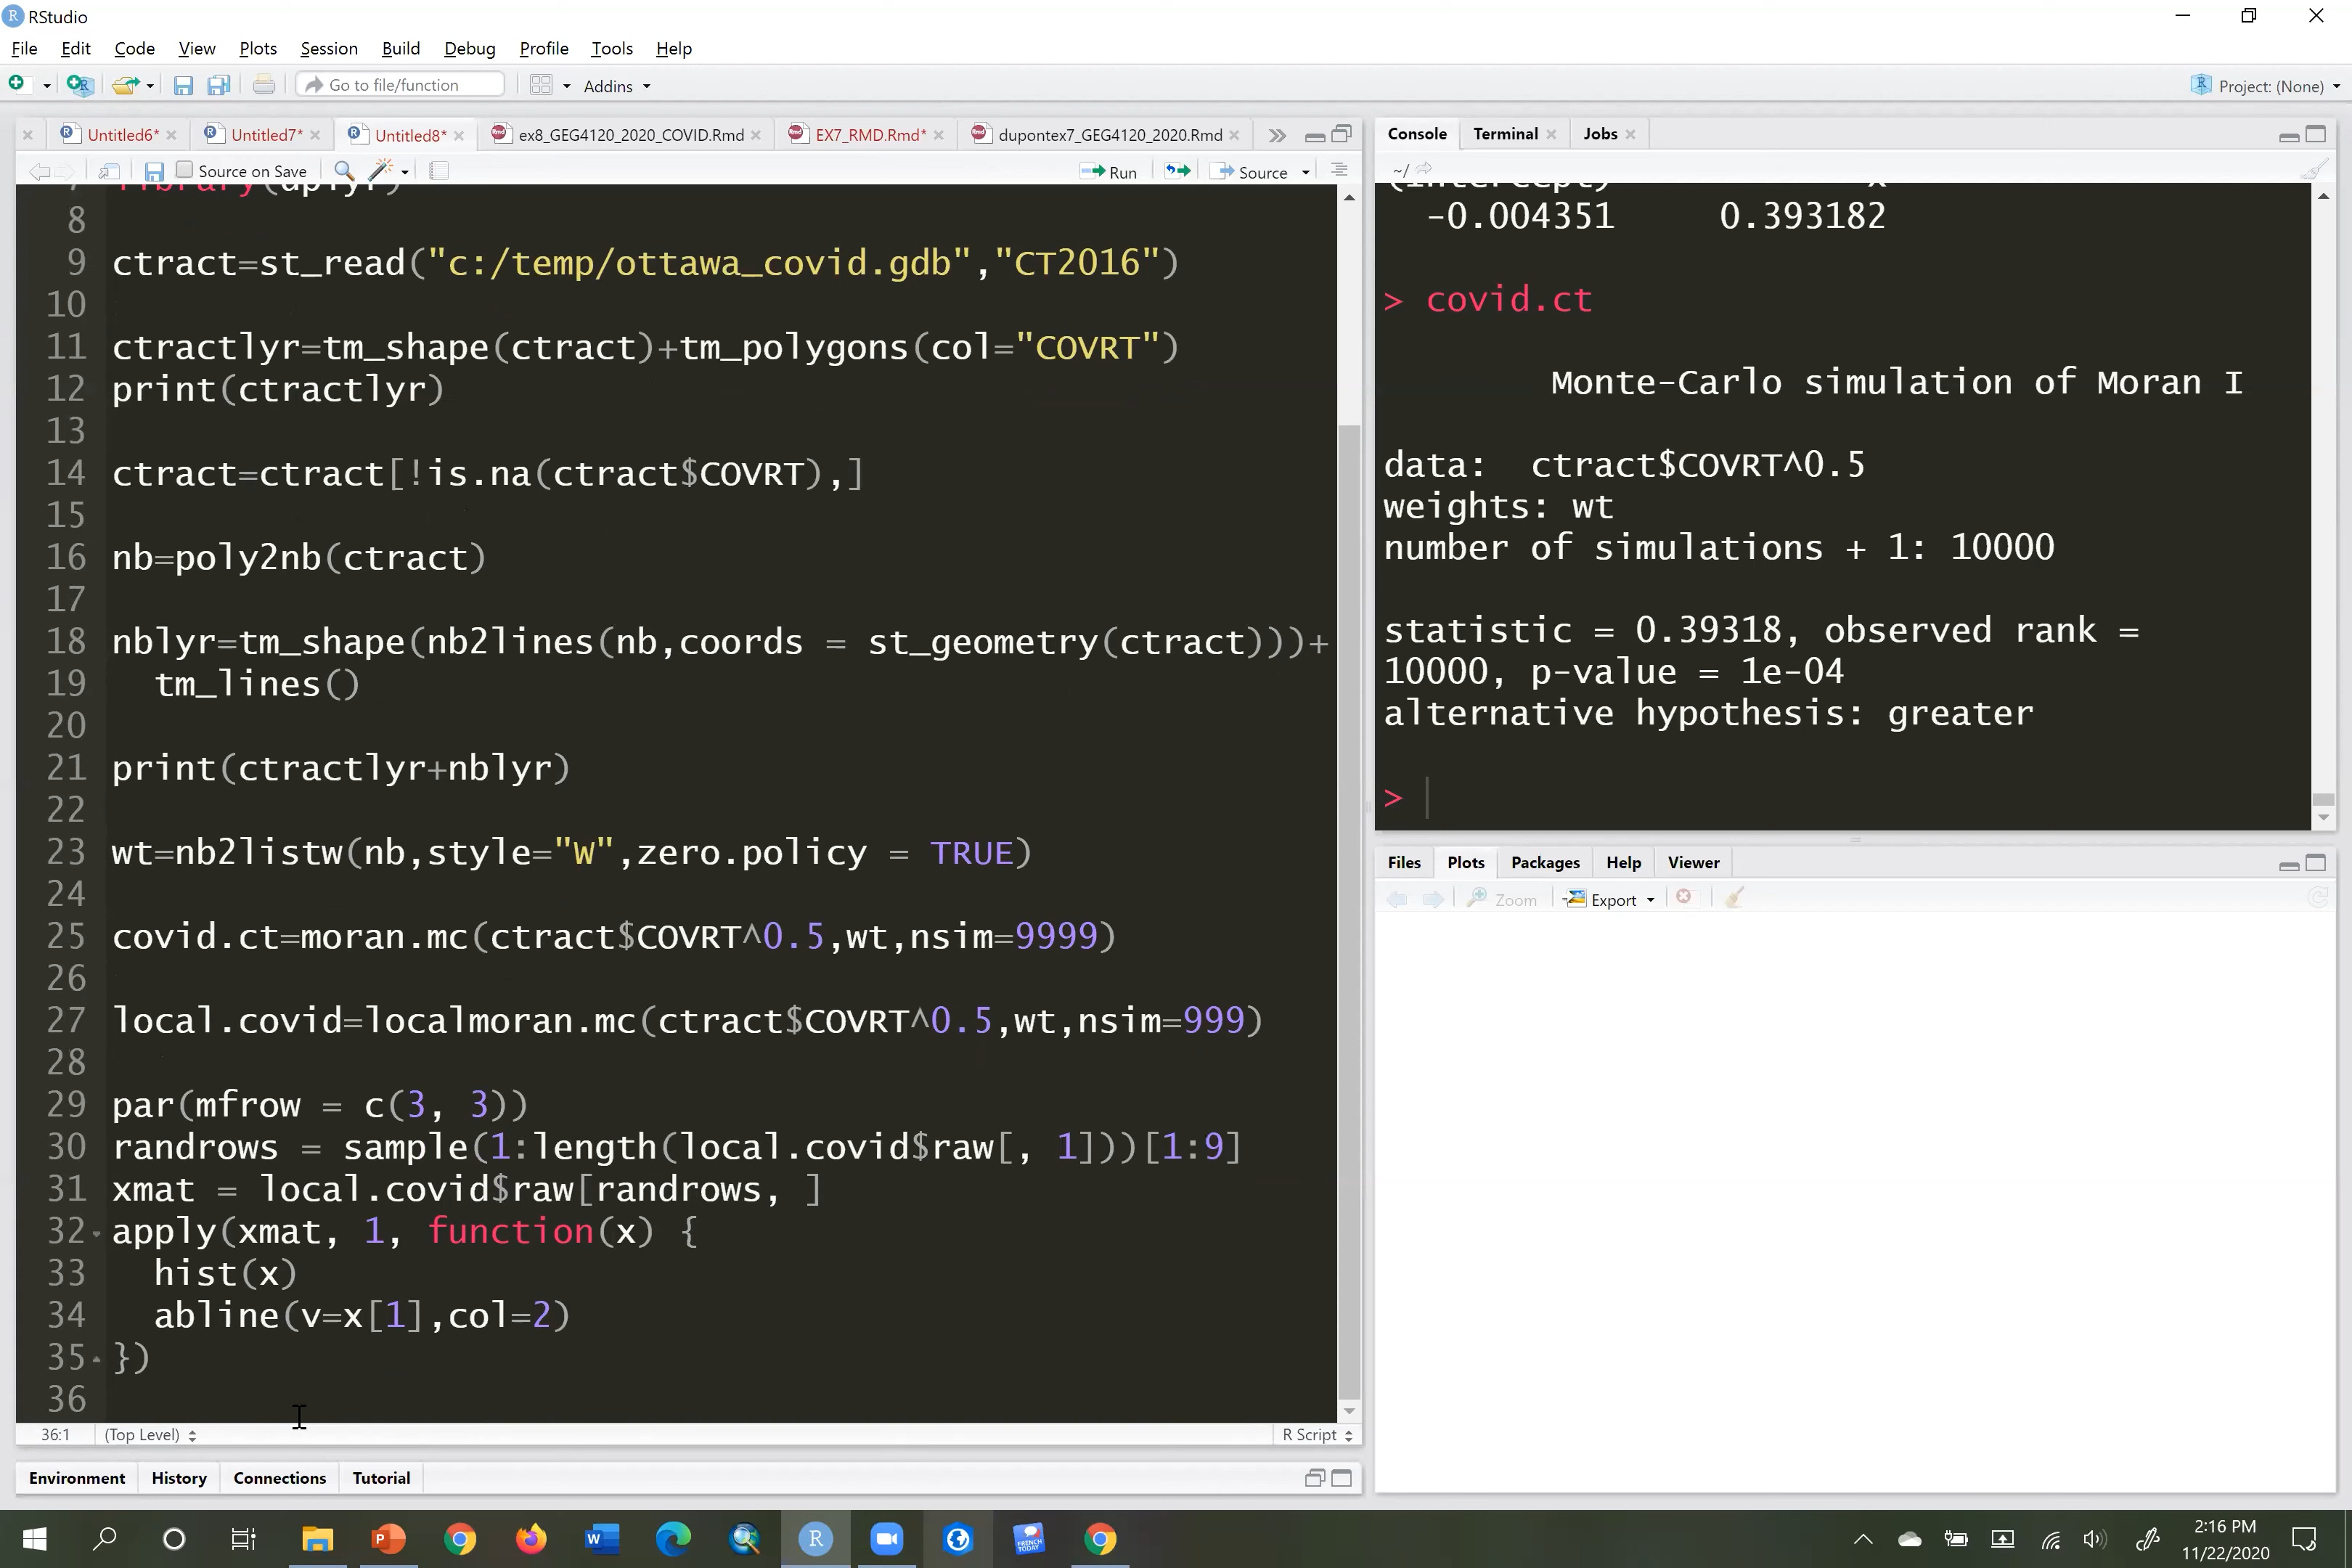 RStudio
File Edit Code View Plots Session Build Debug Profile Tools Help
Go to file/function Addins Project: (None)
Untitled6* Untitled7* Untitled8* ex8_GEG4120_2020_COVID.Rmd EX7_RMD.Rmd* dupontex7_GEG4120_2020.Rmd
Source on Save Run Source
7 library(dplyr)
8
9 ctract=st_read("c:/temp/ottawa_covid.gdb","CT2016")
10
11 ctractlyr=tm_shape(ctract)+tm_polygons(col="COVRT")
12 print(ctractlyr)
13
14 ctract=ctract[!is.na(ctract$COVRT),]
15
16 nb=poly2nb(ctract)
17
18 nblyr=tm_shape(nb2lines(nb,coords = st_geometry(ctract)))+
19 tm_lines()
20
21 print(ctractlyr+nblyr)
22
23 wt=nb2listw(nb,style="W",zero.policy = TRUE)
24
25 covid.ct=moran.mc(ctract$COVRT^0.5,wt,nsim=9999)
26
27 local.covid=localmoran.mc(ctract$COVRT^0.5,wt,nsim=999)
28
29 par(mfrow = c(3, 3))
30 randrows = sample(1:length(local.covid$raw[, 1]))[1:9]
31 xmat = local.covid$raw[randrows, ]
32 apply(xmat, 1, function(x) {
33 hist(x)
34 abline(v=x[1],col=2)
35 })
36
36:1 (Top Level) R Script
Environment History Connections Tutorial
Console Terminal Jobs
~/
(Intercept) x
-0.004351 0.393182
> covid.ct
Monte-Carlo simulation of Moran I
data: ctract$COVRT^0.5
weights: wt
number of simulations + 1: 10000
statistic = 0.39318, observed rank =
10000, p-value = 1e-04
alternative hypothesis: greater
>
Files Plots Packages Help Viewer
Zoom Export
2:16 PM
11/22/2020